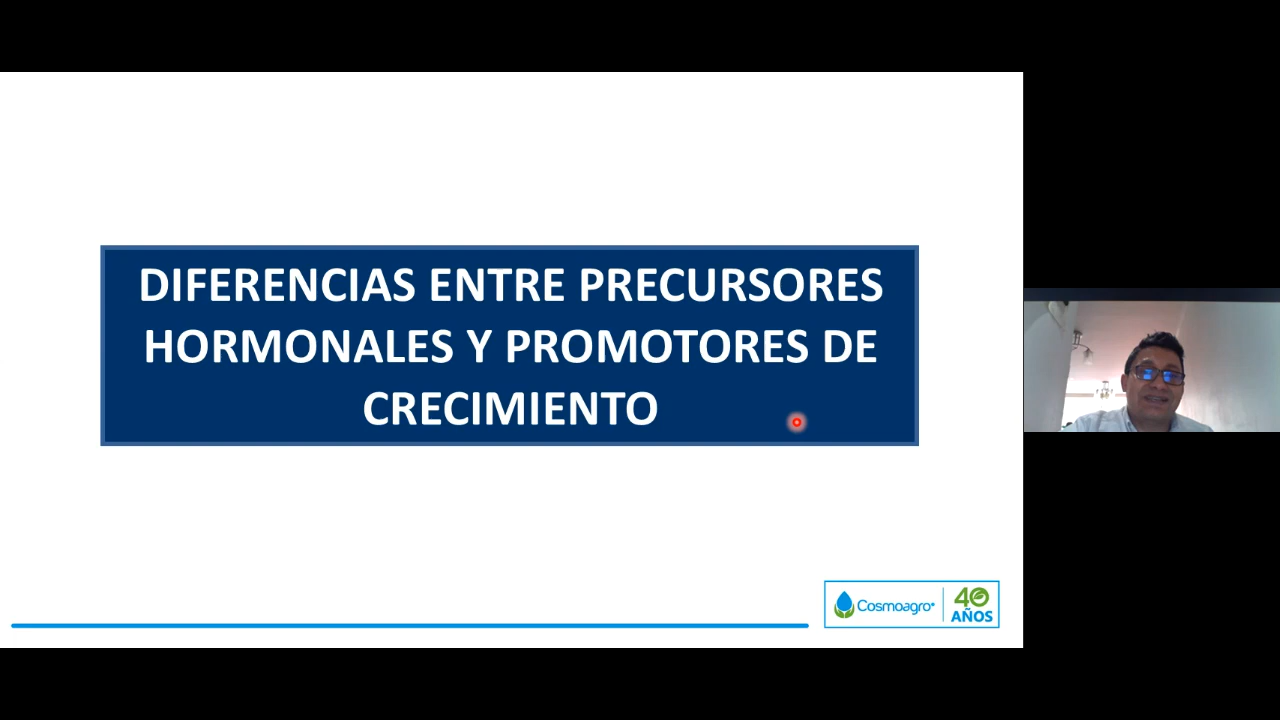 DIFERENCIAS ENTRE PRECURSORES
HORMONALES Y PROMOTORES DE
CRECIMIENTO
Cosmoagro
40
AÑOS